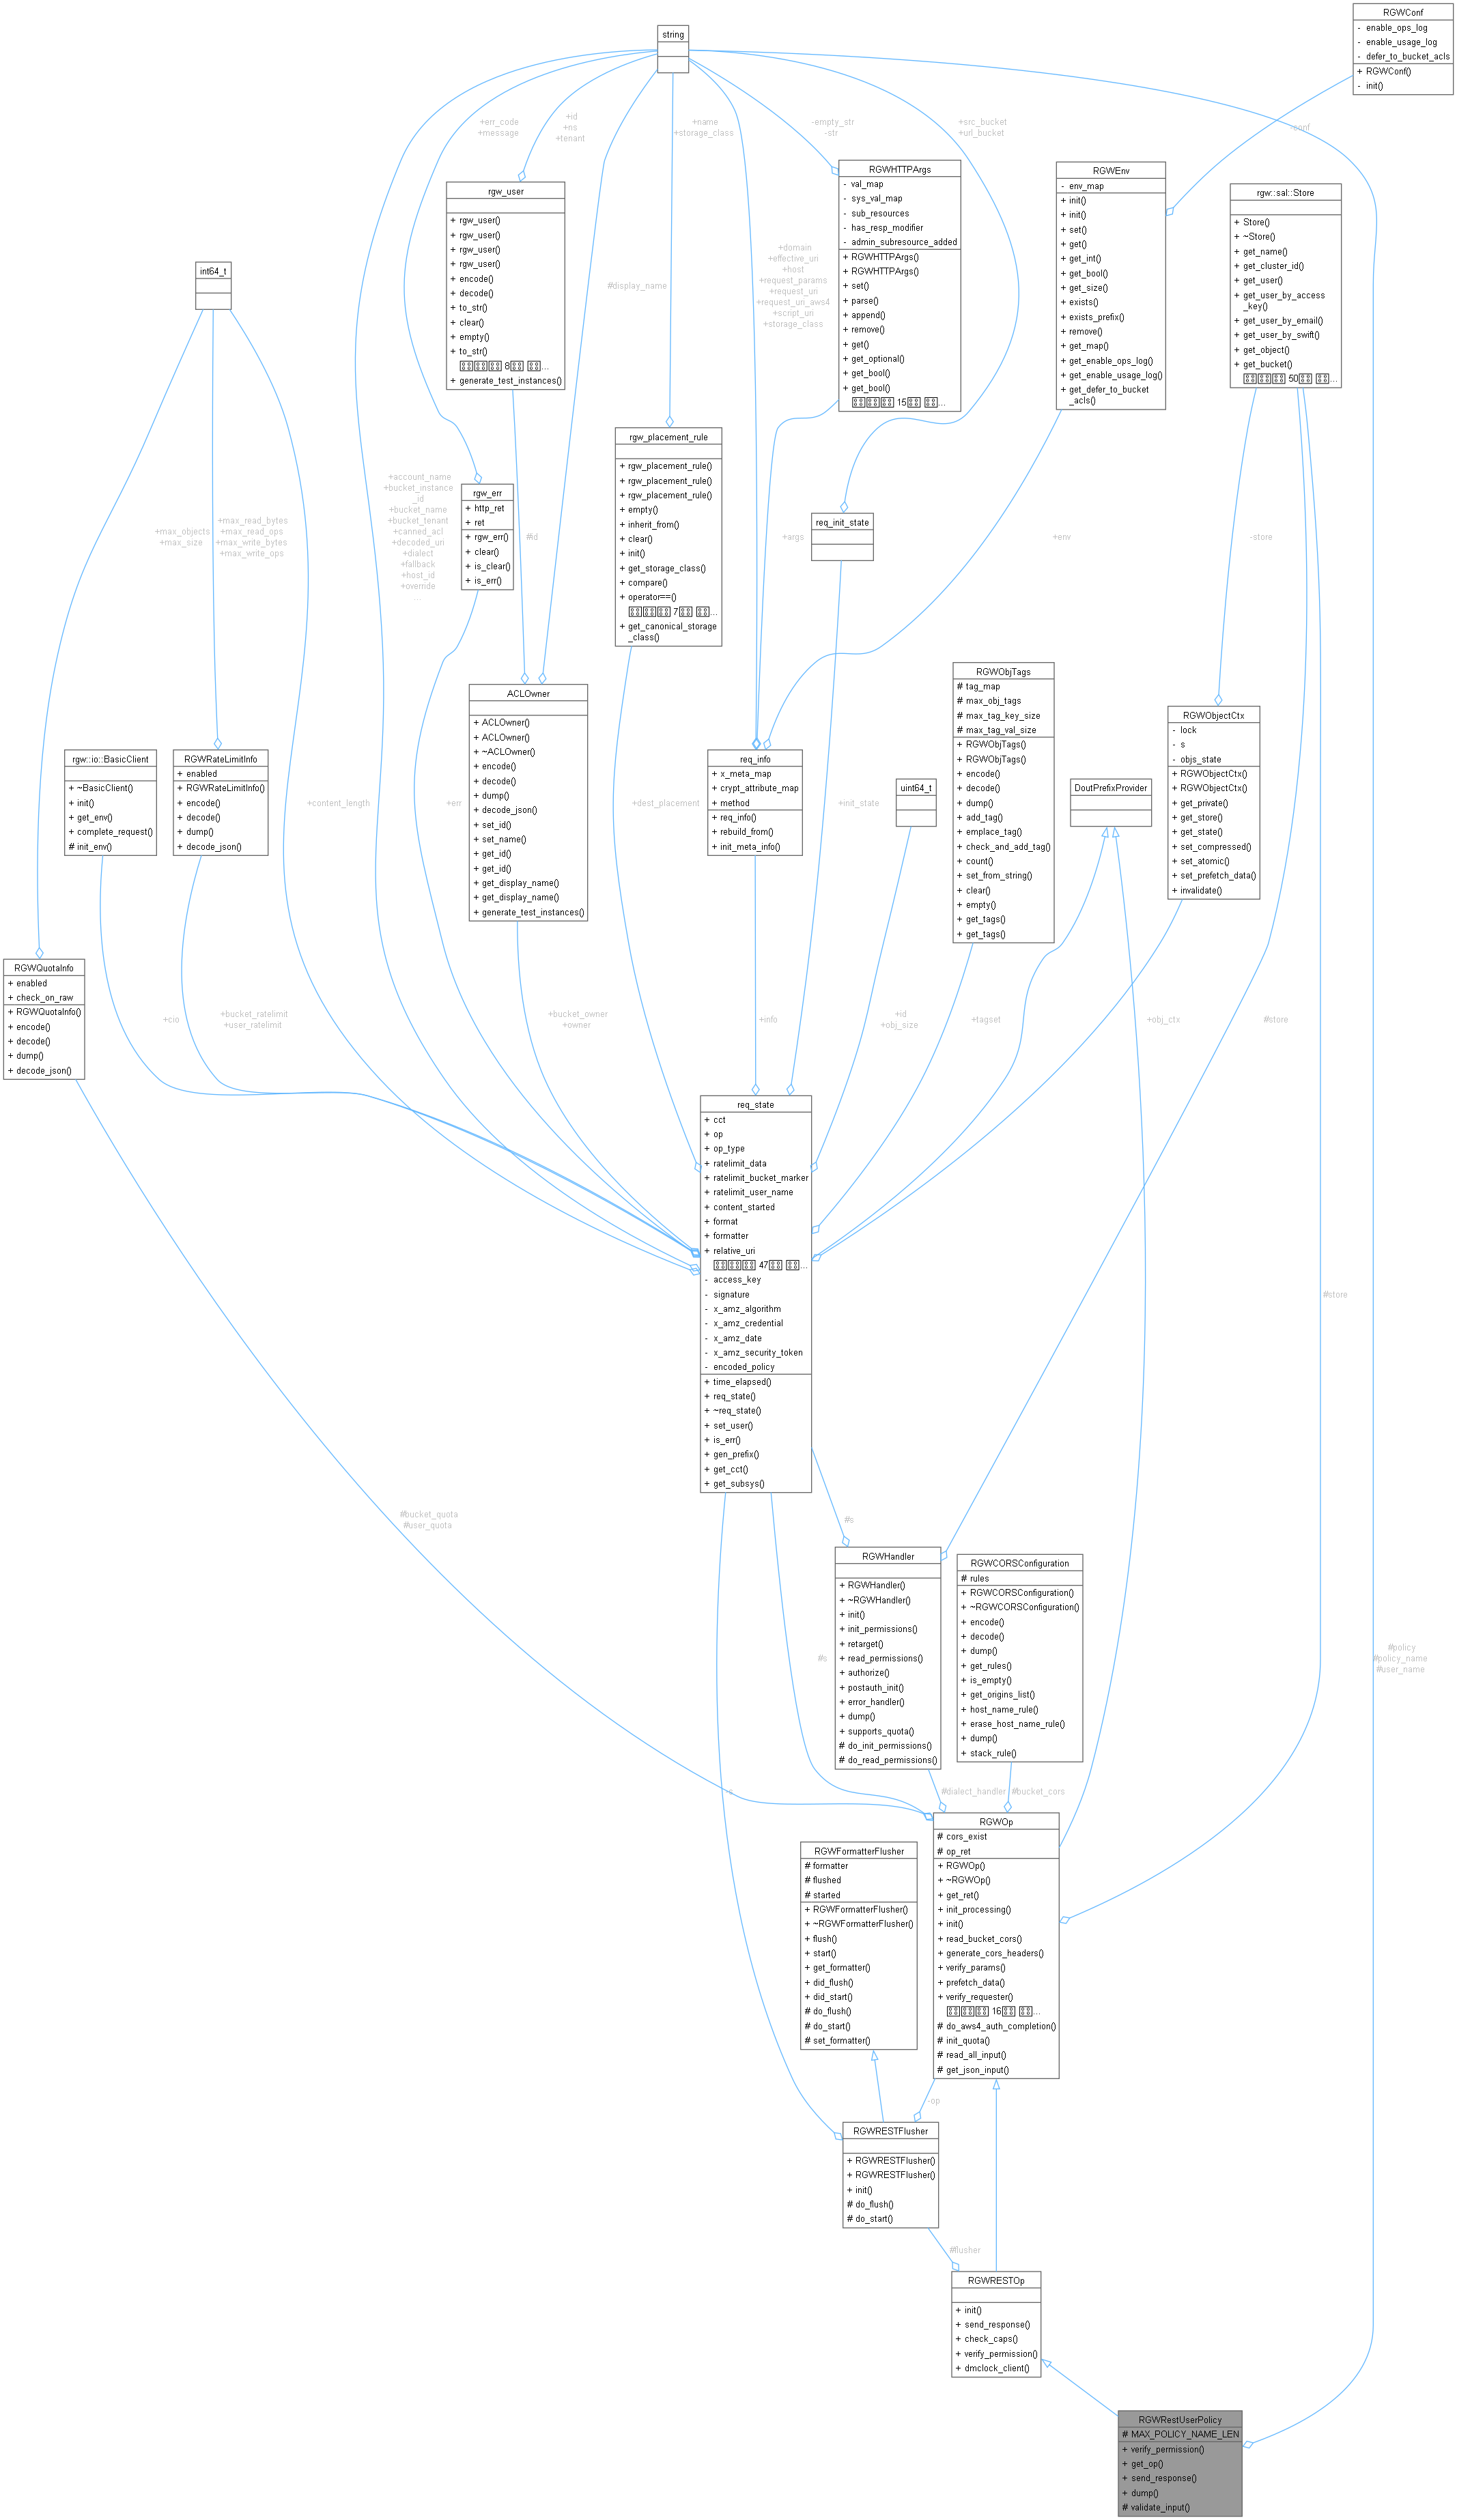 RGWConf
- enable_ops_log
- enable_usage_log
- defer_to_bucket_acls
+ RGWConf()
- init()
string
+err_code
+message
+id
+ns
+tenant
+name
+storage_class
-empty_str
-str
+src_bucket
+url_bucket
-conf
rgw_user
+ rgw_user()
+ rgw_user()
+ rgw_user()
+ rgw_user()
+ encode()
+ decode()
+ to_str()
+ clear()
+ empty()
+ to_str()
8 ...
+ generate_test_instances()
RGWHTTPArgs
- val_map
- sys_val_map
- sub_resources
- has_resp_modifier
- admin_subresource_added
+ RGWHTTPArgs()
+ RGWHTTPArgs()
+ set()
+ parse()
+ append()
+ remove()
+ get()
+ get_optional()
+ get_bool()
+ get_bool()
15 ...
RGWEnv
- env_map
+ init()
+ init()
+ set()
+ get()
+ get_int()
+ get_bool()
+ get_size()
+ exists()
+ exists_prefix()
+ remove()
+ get_map()
+ get_enable_ops_log()
+ get_enable_usage_log()
+ get_defer_to_bucket
_acls()
rgw::sal::Store
+ Store()
+ ~Store()
+ get_name()
+ get_cluster_id()
+ get_user()
+ get_user_by_access
_key()
+ get_user_by_email()
+ get_user_by_swift()
+ get_object()
+ get_bucket()
50 ...
int64_t
#display_name
+domain
+effective_uri
+host
+request_params
+request_uri
+request_uri_aws4
+script_uri
+storage_class
rgw_placement_rule
+ rgw_placement_rule()
+ rgw_placement_rule()
+ rgw_placement_rule()
+ empty()
+ inherit_from()
+ clear()
+ init()
+ get_storage_class()
+ compare()
+ operator==()
7 ...
+ get_canonical_storage
_class()
+account_name
+bucket_instance
_id
+bucket_name
+bucket_tenant
+canned_acl
+decoded_uri
+dialect
+fallback
+host_id
+override
...
rgw_err
+ http_ret
+ ret
+ rgw_err()
+ clear()
+ is_clear()
+ is_err()
req_init_state
+max_objects
+max_size
+max_read_bytes
+max_read_ops
+max_write_bytes
+max_write_ops
#id
+args
+env
-store
ACLOwner
+ ACLOwner()
+ ACLOwner()
+ ~ACLOwner()
+ encode()
+ decode()
+ dump()
+ decode_json()
+ set_id()
+ set_name()
+ get_id()
+ get_id()
+ get_display_name()
+ get_display_name()
+ generate_test_instances()
RGWObjTags
# tag_map
# max_obj_tags
# max_tag_key_size
# max_tag_val_size
+ RGWObjTags()
+ RGWObjTags()
+ encode()
+ decode()
+ dump()
+ add_tag()
+ emplace_tag()
+ check_and_add_tag()
+ count()
+ set_from_string()
+ clear()
+ empty()
+ get_tags()
+ get_tags()
RGWObjectCtx
- lock
- s
- objs_state
+ RGWObjectCtx()
+ RGWObjectCtx()
+ get_private()
+ get_store()
+ get_state()
+ set_compressed()
+ set_atomic()
+ set_prefetch_data()
+ invalidate()
rgw::io::BasicClient
+ ~BasicClient()
+ init()
+ get_env()
+ complete_request()
# init_env()
RGWRateLimitInfo
+ enabled
+ RGWRateLimitInfo()
+ encode()
+ decode()
+ dump()
+ decode_json()
+content_length
+err
+dest_placement
req_info
+ x_meta_map
+ crypt_attribute_map
+ method
+ req_info()
+ rebuild_from()
+ init_meta_info()
+init_state
uint64_t
DoutPrefixProvider
RGWQuotaInfo
+ enabled
+ check_on_raw
+ RGWQuotaInfo()
+ encode()
+ decode()
+ dump()
+ decode_json()
+cio
+bucket_ratelimit
+user_ratelimit
+bucket_owner
+owner
+info
+id
+obj_size
+tagset
+obj_ctx
#store
req_state
+ cct
+ op
+ op_type
+ ratelimit_data
+ ratelimit_bucket_marker
+ ratelimit_user_name
+ content_started
+ format
+ formatter
+ relative_uri
47 ...
- access_key
- signature
- x_amz_algorithm
- x_amz_credential
- x_amz_date
- x_amz_security_token
- encoded_policy
+ time_elapsed()
+ req_state()
+ ~req_state()
+ set_user()
+ is_err()
+ gen_prefix()
+ get_cct()
+ get_subsys()
#store
#bucket_quota
#user_quota
#s
RGWHandler
+ RGWHandler()
+ ~RGWHandler()
+ init()
+ init_permissions()
+ retarget()
+ read_permissions()
+ authorize()
+ postauth_init()
+ error_handler()
+ dump()
+ supports_quota()
# do_init_permissions()
# do_read_permissions()
RGWCORSConfiguration
# rules
+ RGWCORSConfiguration()
+ ~RGWCORSConfiguration()
+ encode()
+ decode()
+ dump()
+ get_rules()
+ is_empty()
+ get_origins_list()
+ host_name_rule()
+ erase_host_name_rule()
+ dump()
+ stack_rule()
#s
#policy
#policy_name
#user_name
-s
#dialect_handler
#bucket_cors
RGWOp
# cors_exist
# op_ret
+ RGWOp()
+ ~RGWOp()
+ get_ret()
+ init_processing()
+ init()
+ read_bucket_cors()
+ generate_cors_headers()
+ verify_params()
+ prefetch_data()
+ verify_requester()
16 ...
# do_aws4_auth_completion()
# init_quota()
# read_all_input()
# get_json_input()
RGWFormatterFlusher
# formatter
# flushed
# started
+ RGWFormatterFlusher()
+ ~RGWFormatterFlusher()
+ flush()
+ start()
+ get_formatter()
+ did_flush()
+ did_start()
# do_flush()
# do_start()
# set_formatter()
-op
RGWRESTFlusher
+ RGWRESTFlusher()
+ RGWRESTFlusher()
+ init()
# do_flush()
# do_start()
#flusher
RGWRESTOp
+ init()
+ send_response()
+ check_caps()
+ verify_permission()
+ dmclock_client()
RGWRestUserPolicy
# MAX_POLICY_NAME_LEN
+ verify_permission()
+ get_op()
+ send_response()
+ dump()
# validate_input()